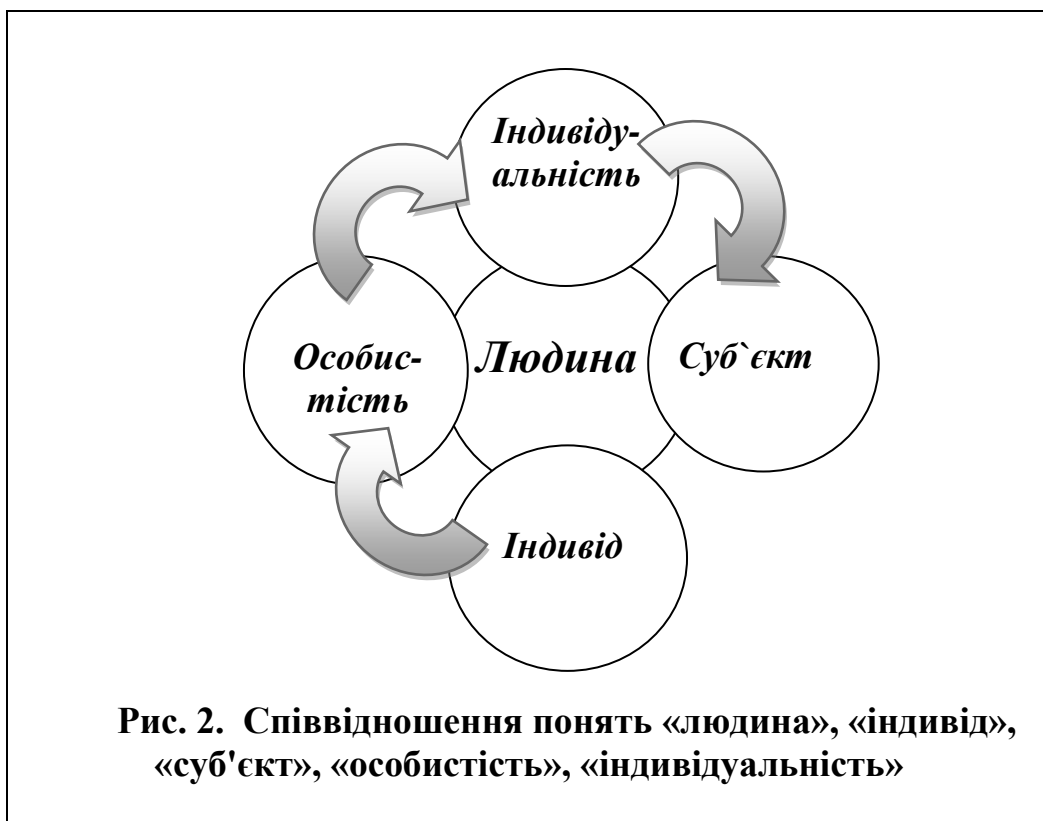 Індивіду-
альність
Особис-
тість
Людина
Суб`єкт
Індивід
Рис. 2. Співвідношення понять «людина», «індивід»,
«суб'єкт», «особистість», «індивідуальність»